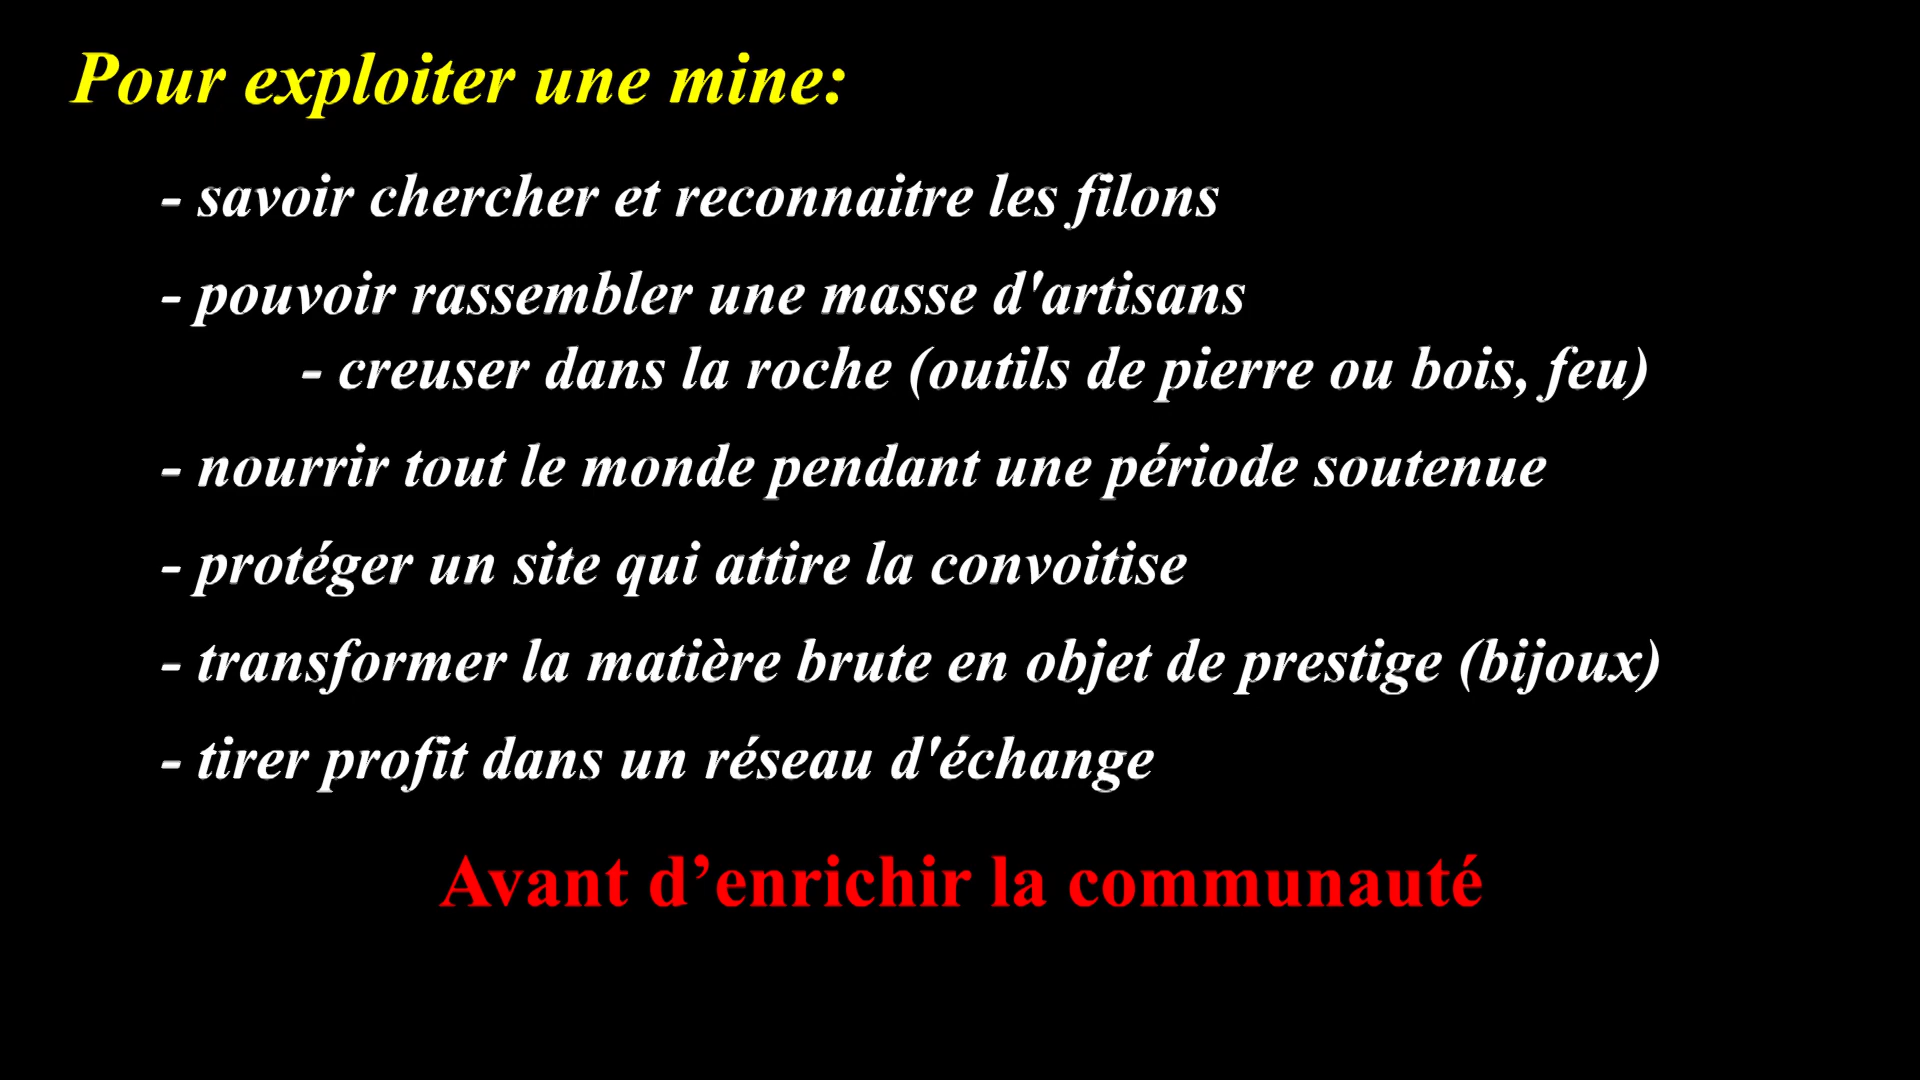 Pour exploiter une mine:
- savoir chercher et reconnaitre les filons
- pouvoir rassembler une masse d'artisans
- creuser dans la roche (outils de pierre ou bois, feu)
- nourrir tout le monde pendant une période soutenue
- protéger un site qui attire la convoitise
- transformer la matière brute en objet de prestige (bijoux)
- tirer profit dans un réseau d'échange
Avant d’enrichir la communauté